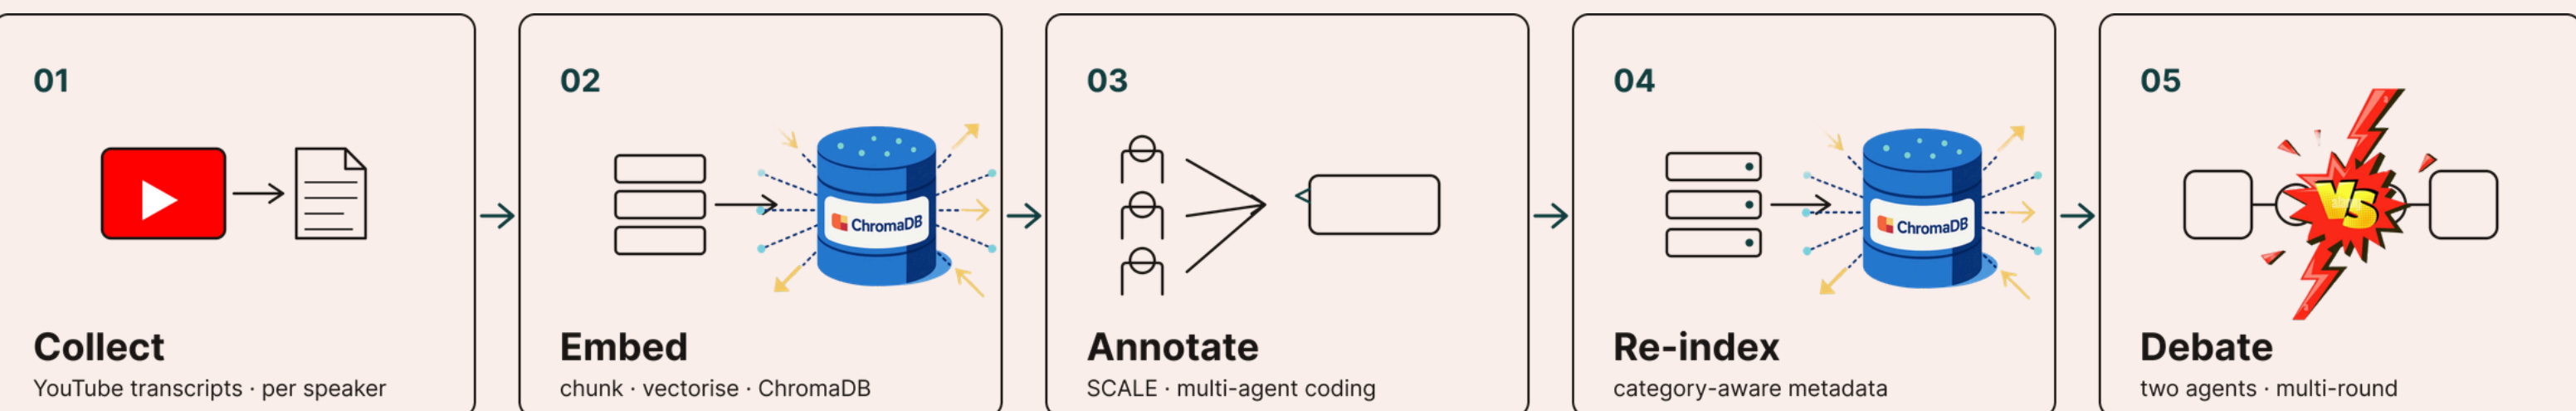 01
Collect
YouTube transcripts · per speaker
02
ChromaDB
Embed
chunk · vectorise · ChromaDB
03
Annotate
SCALE · multi-agent coding
04
ChromaDB
Re-index
category-aware metadata
05
VS
Debate
two agents · multi-round